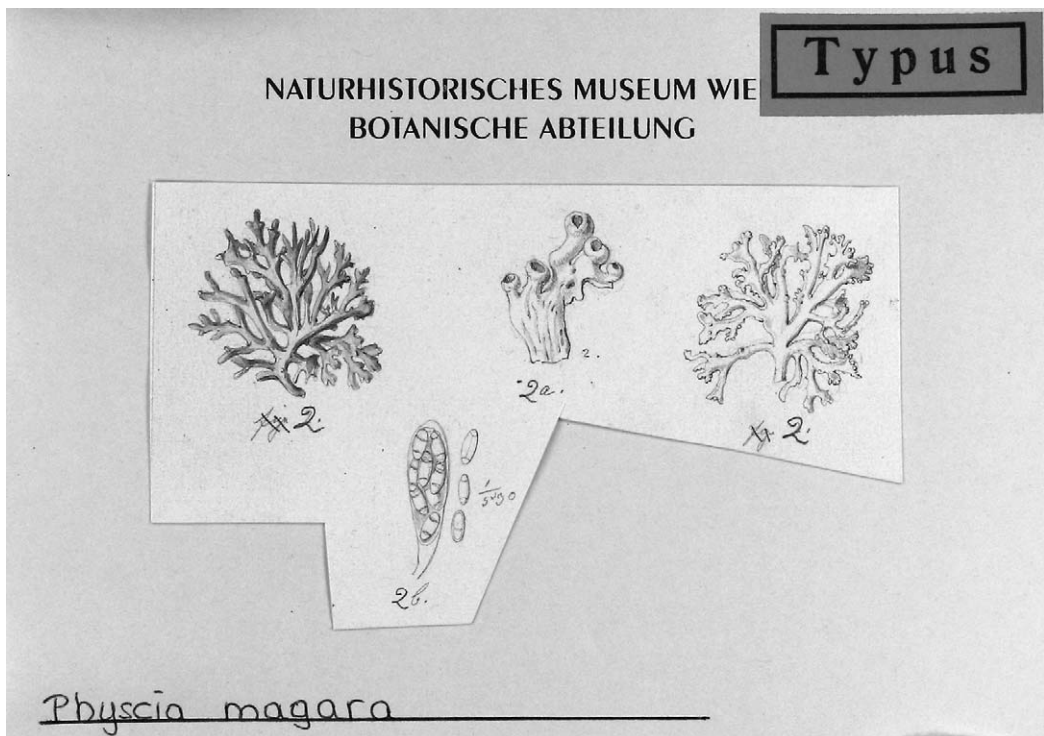 Typus
NATURHISTORISCHES MUSEUM WIE
BOTANISCHE ABTEILUNG
2.
2a.
2.
2.
2b.
Physcia magara